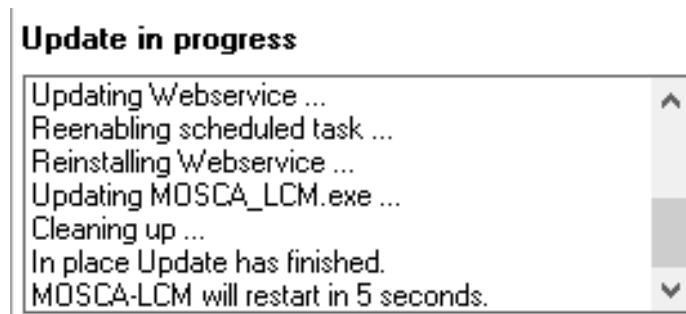 Update in progress
Updating Webservice ...
Reenabling scheduled task ...
Reinstalling Webservice ...
Updating MOSCA_LCM.exe ...
Cleaning up ...
In place Update has finished.
MOSCA-LCM will restart in 5 seconds.